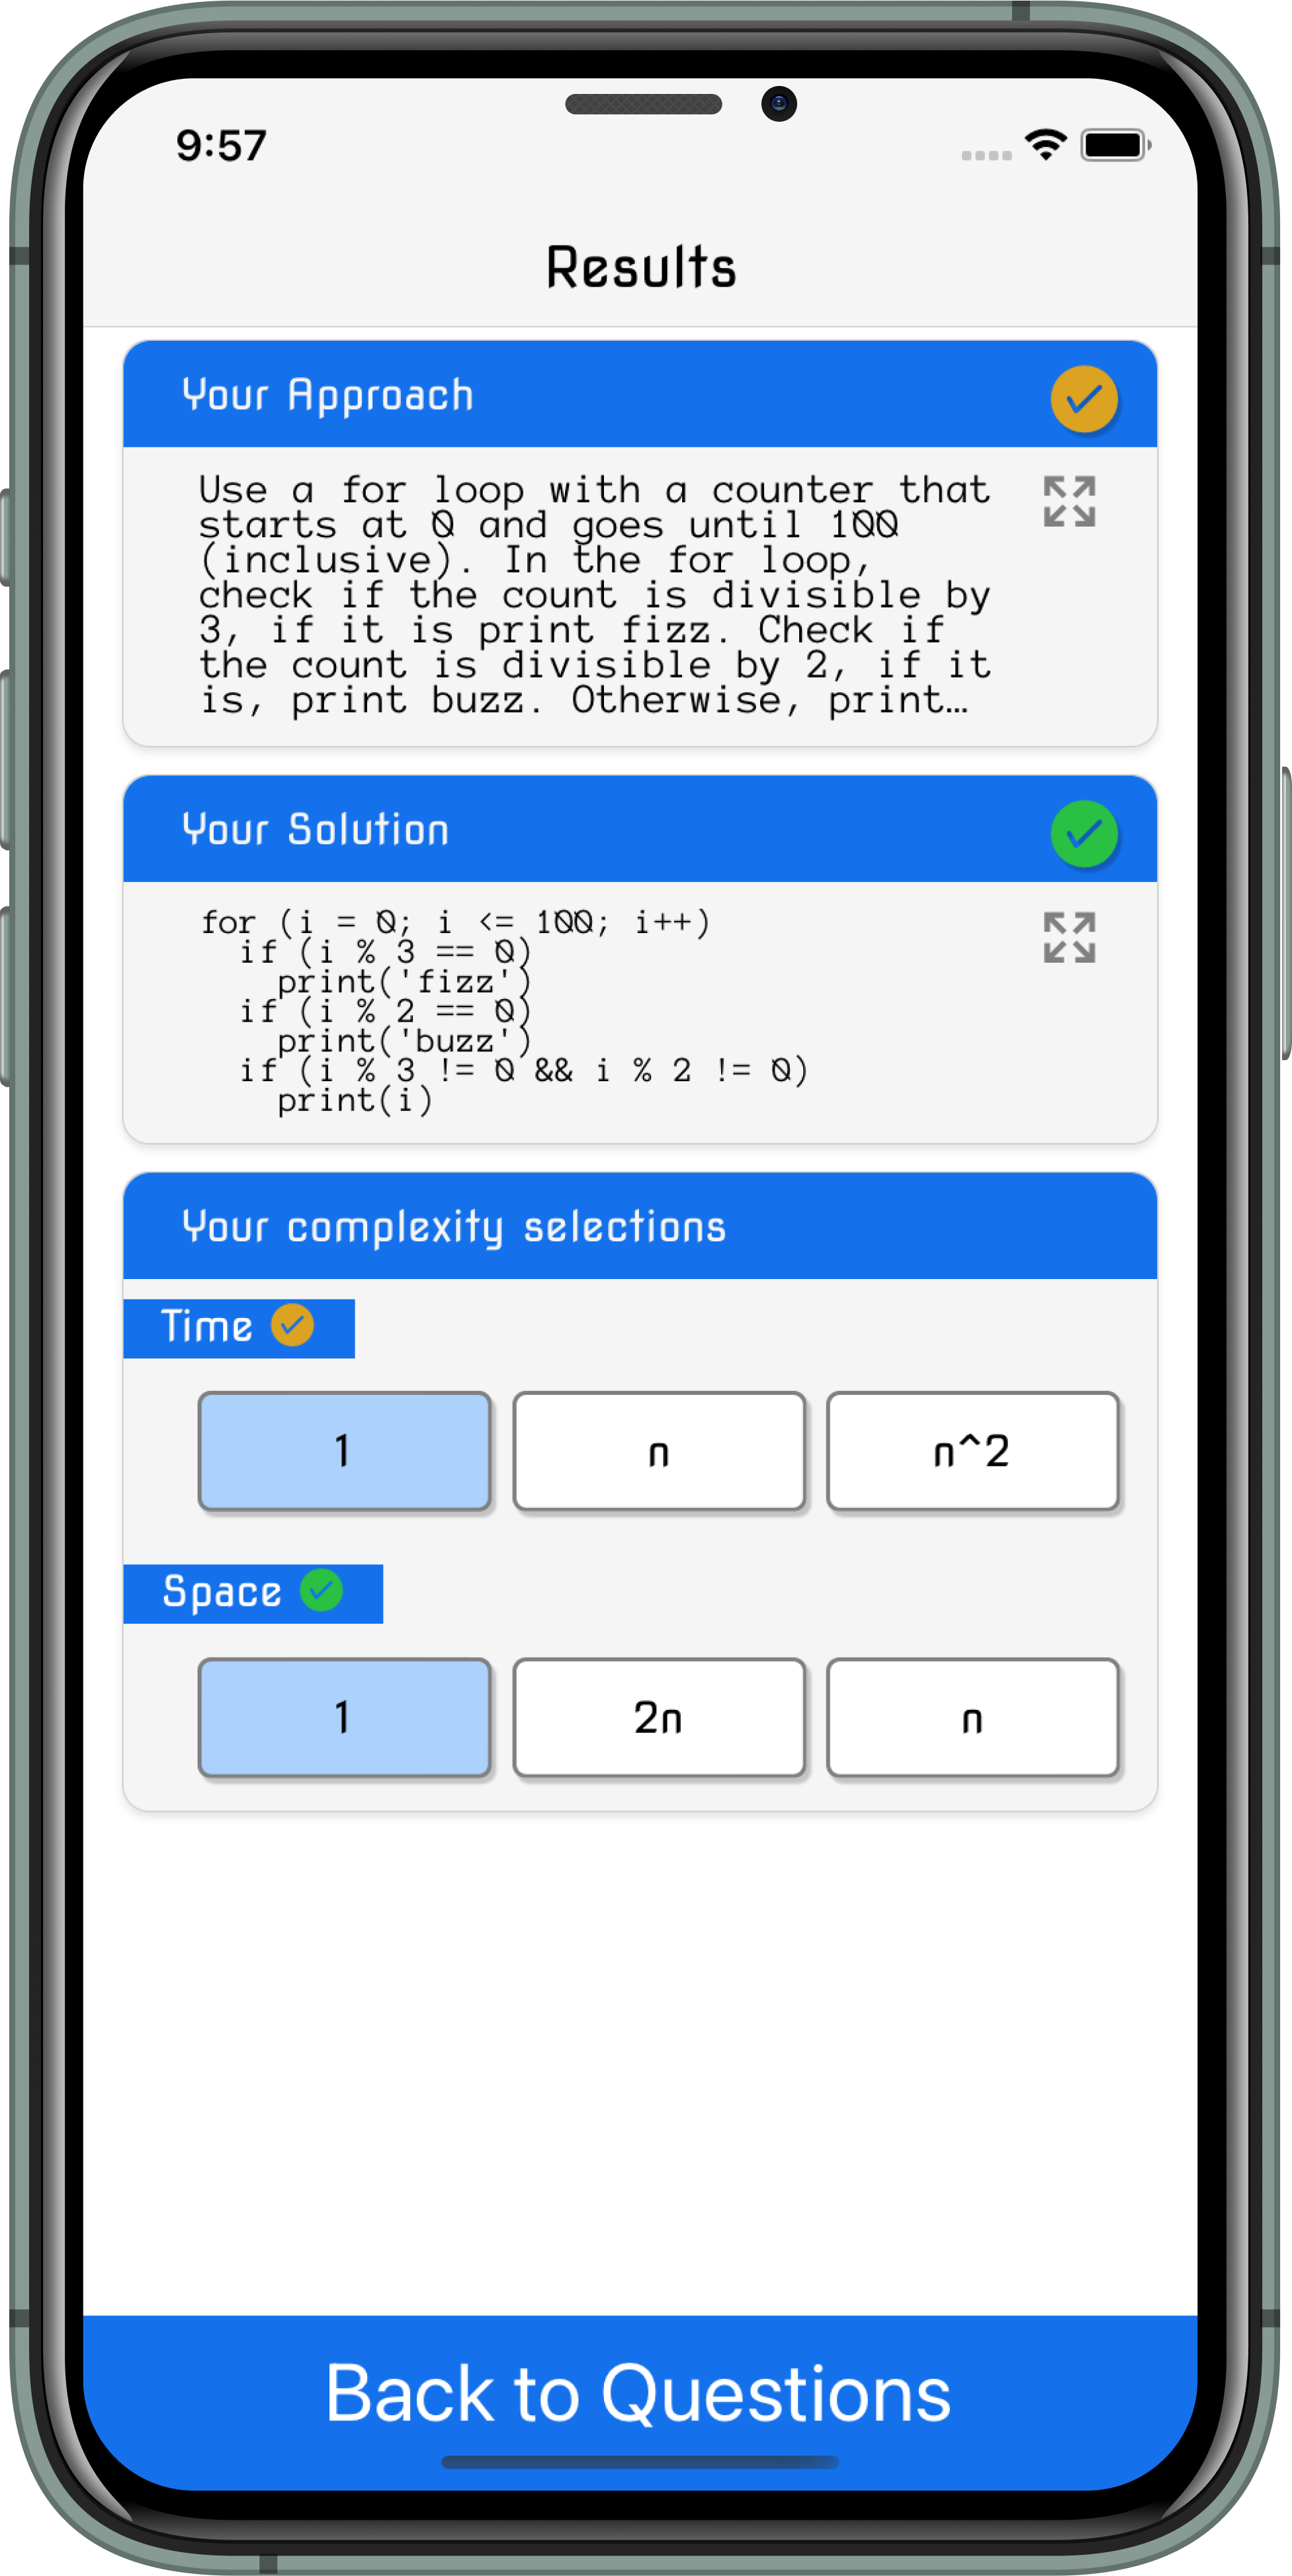 9:57
Results
Your Approach
Use a for loop with a counter that
starts at 0 and goes until 100
(inclusive). In the for loop,
check if the count is divisible by
3, if it is print fizz. Check if
the count is divisible by 2, if it
is, print buzz. Otherwise, print…
Your Solution
for (i = 0; i <= 100; i++)
  if (i % 3 == 0)
    print('fizz')
  if (i % 2 == 0)
    print('buzz')
  if (i % 3 != 0 && i % 2 != 0)
    print(i)
Your complexity selections
Time
1 n n^2
Space
1 2n n
Back to Questions